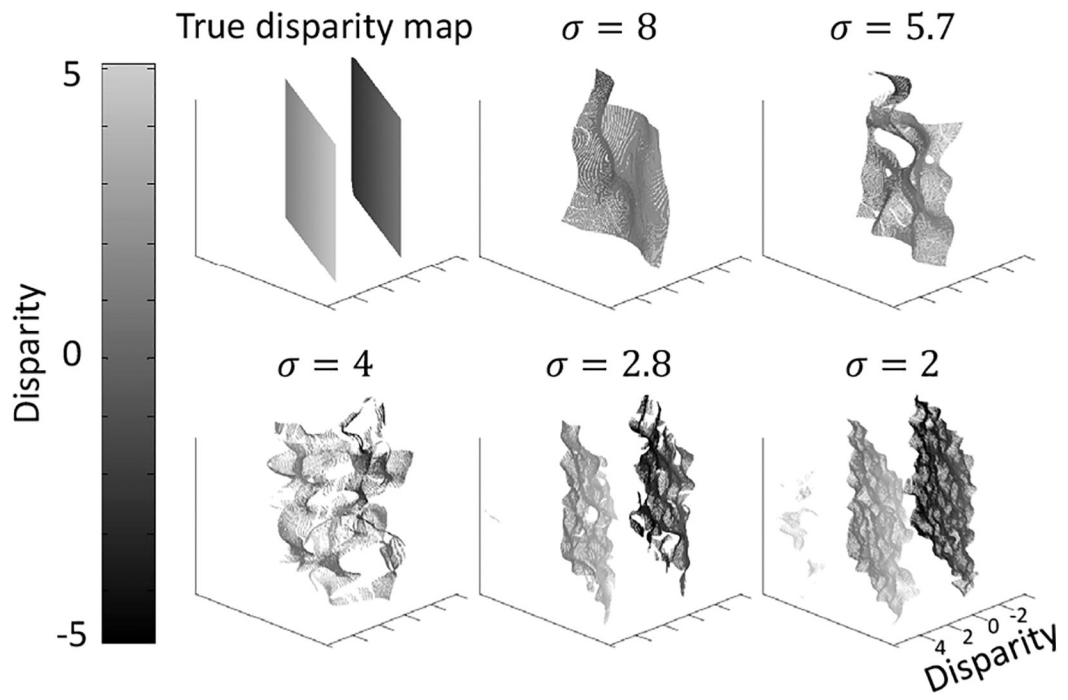 True disparity map
σ = 8
σ = 5.7
5
0
-5
Disparity
σ = 4
σ = 2.8
σ = 2
4 2 0 -2
Disparity